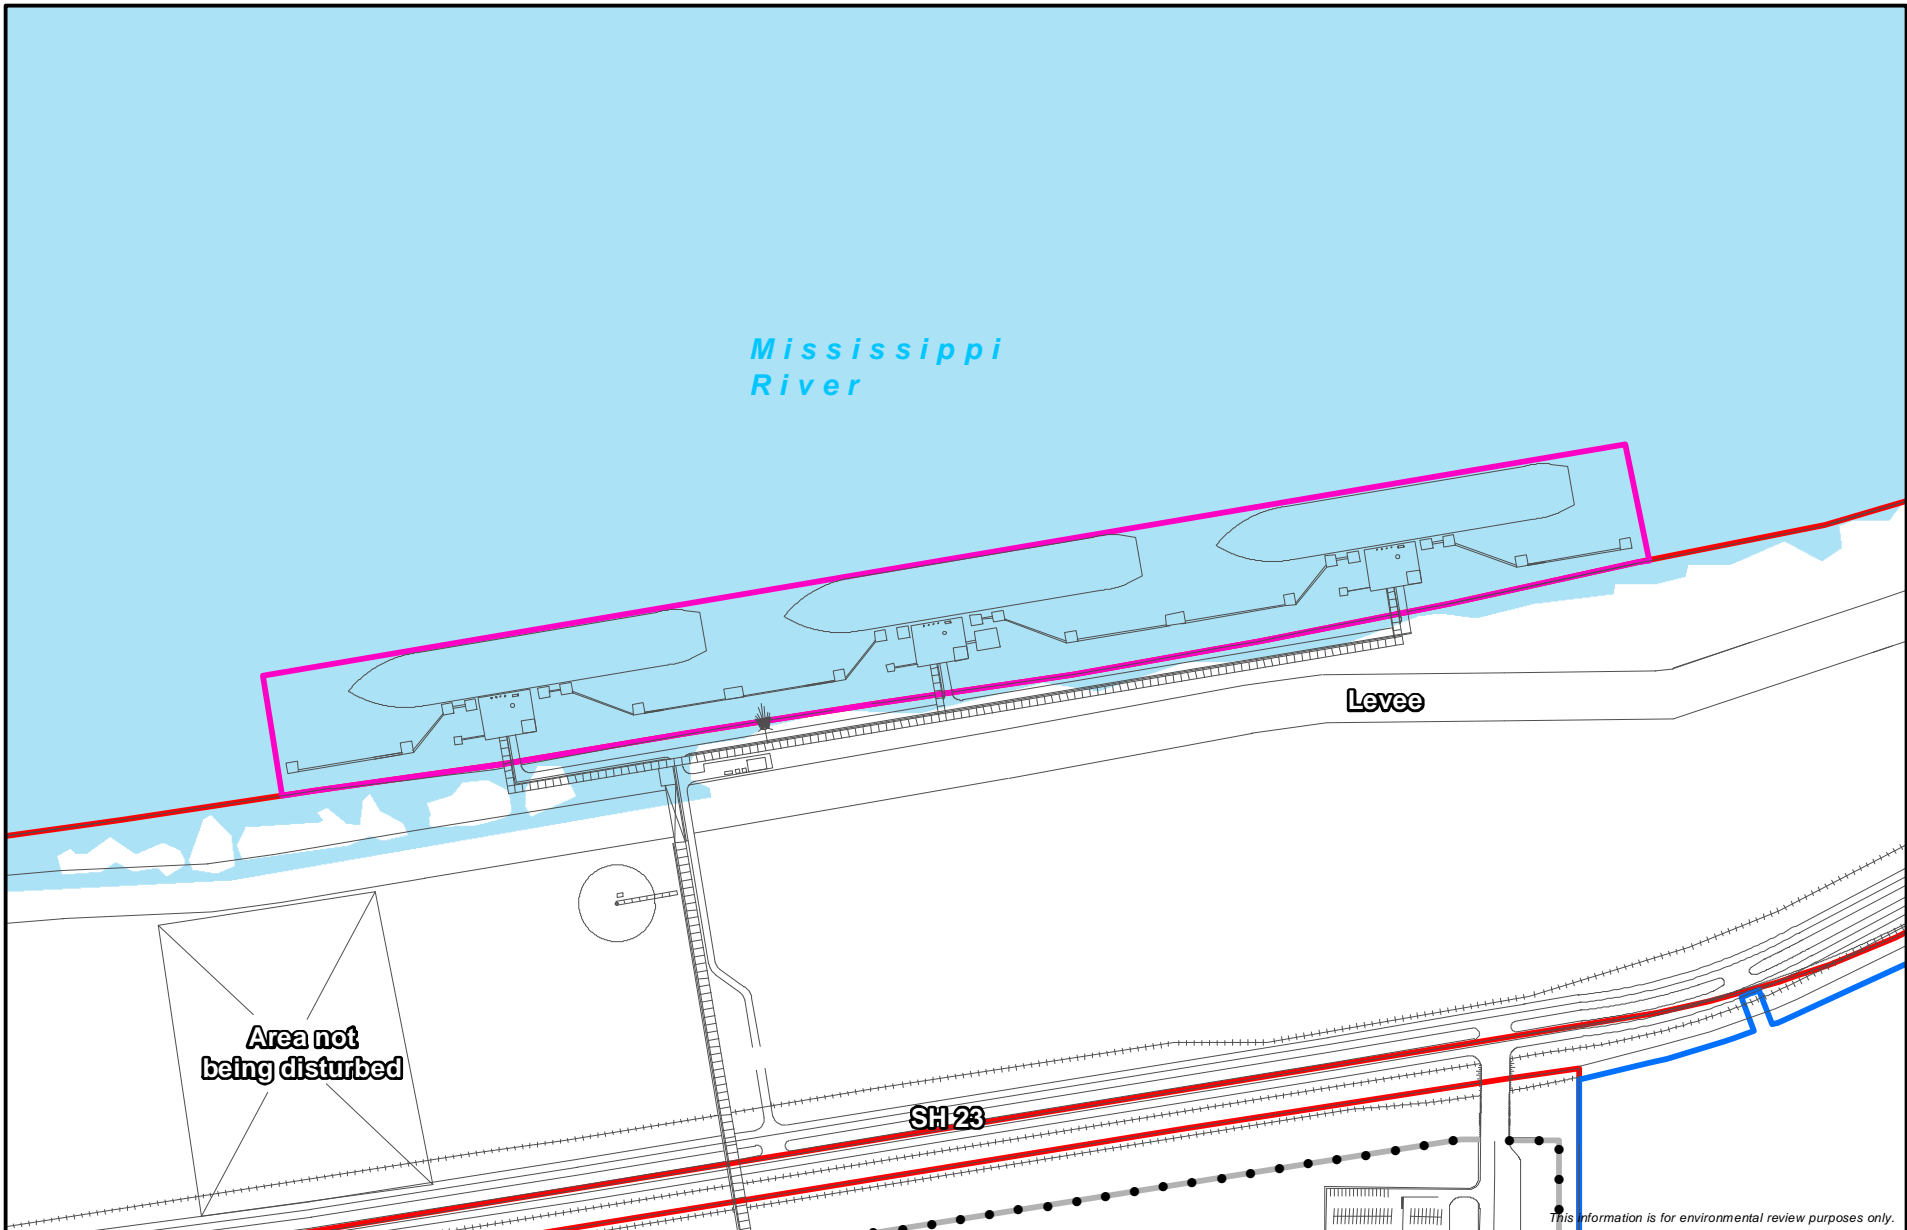 Mississippi
River
Levee
Area not
being disturbed
SH 23
This information is for environmental review purposes only.